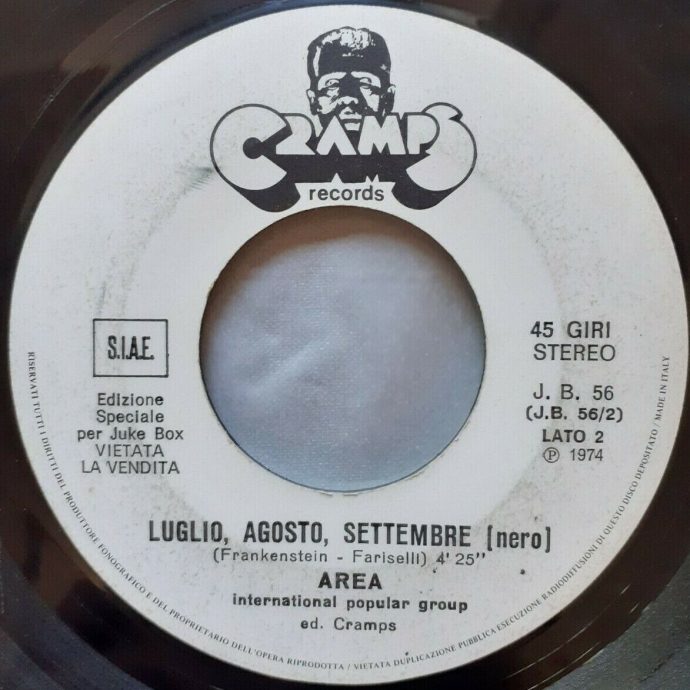 CRAMPS
records
S.I.A.E.
Edizione
Speciale
per Juke Box
VIETATA
LA VENDITA
45 GIRI
STEREO
J. B. 56
(J.B. 56/2)
LATO 2
Ⓟ 1974
LUGLIO, AGOSTO, SETTEMBRE [nero]
(Frankenstein - Fariselli) 4' 25''
AREA
international popular group
ed. Cramps
RISERVATI TUTTI I DIRITTI DEL PRODUTTORE FONOGRAFICO E DEL PROPRIETARIO DELL'OPERA RIPRODOTTA / VIETATA DUPLICAZIONE PUBBLICA ESECUZIONE RADIODIFFUSIONI DI QUESTO DISCO DEPOSITATO / MADE IN ITALY